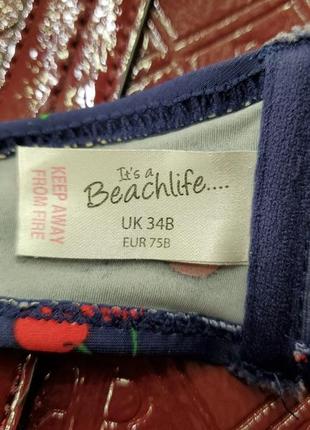 KEEP AWAY
FROM FIRE
It's a
Beachlife....
UK 34B
EUR 75B